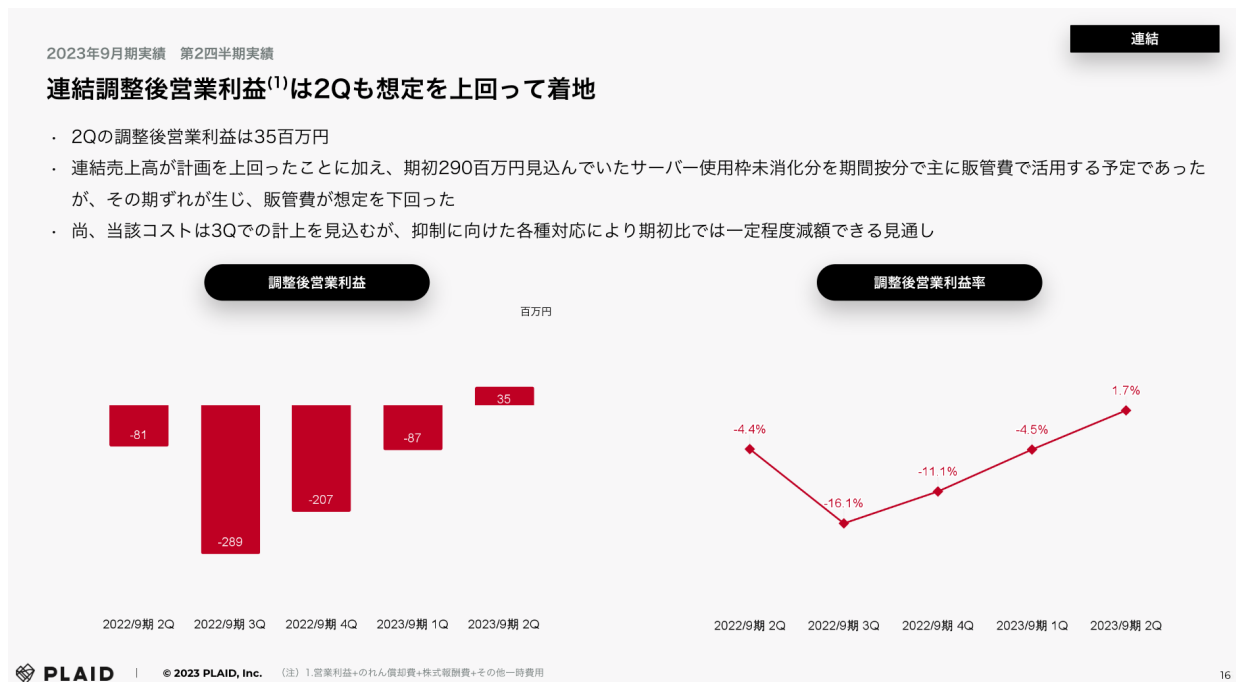 連結
2023年9月期実績　第2四半期実績
連結調整後営業利益(1)は2Qも想定を上回って着地
・ 2Qの調整後営業利益は35百万円
・ 連結売上高が計画を上回ったことに加え、期初290百万円見込んでいたサーバー使用枠未消化分を期間按分で主に販管費で活用する予定であった
が、その期ずれが生じ、販管費が想定を下回った
・ 尚、当該コストは3Qでの計上を見込むが、抑制に向けた各種対応により期初比では一定程度減額できる見通し
調整後営業利益
百万円
-81
-289
-207
-87
35
2022/9期 2Q
2022/9期 3Q
2022/9期 4Q
2023/9期 1Q
2023/9期 2Q
調整後営業利益率
-4.4%
-16.1%
-11.1%
-4.5%
1.7%
2022/9期 2Q
2022/9期 3Q
2022/9期 4Q
2023/9期 1Q
2023/9期 2Q
PLAID
© 2023 PLAID, Inc.
（注）1.営業利益+のれん償却費+株式報酬費+その他一時費用
16